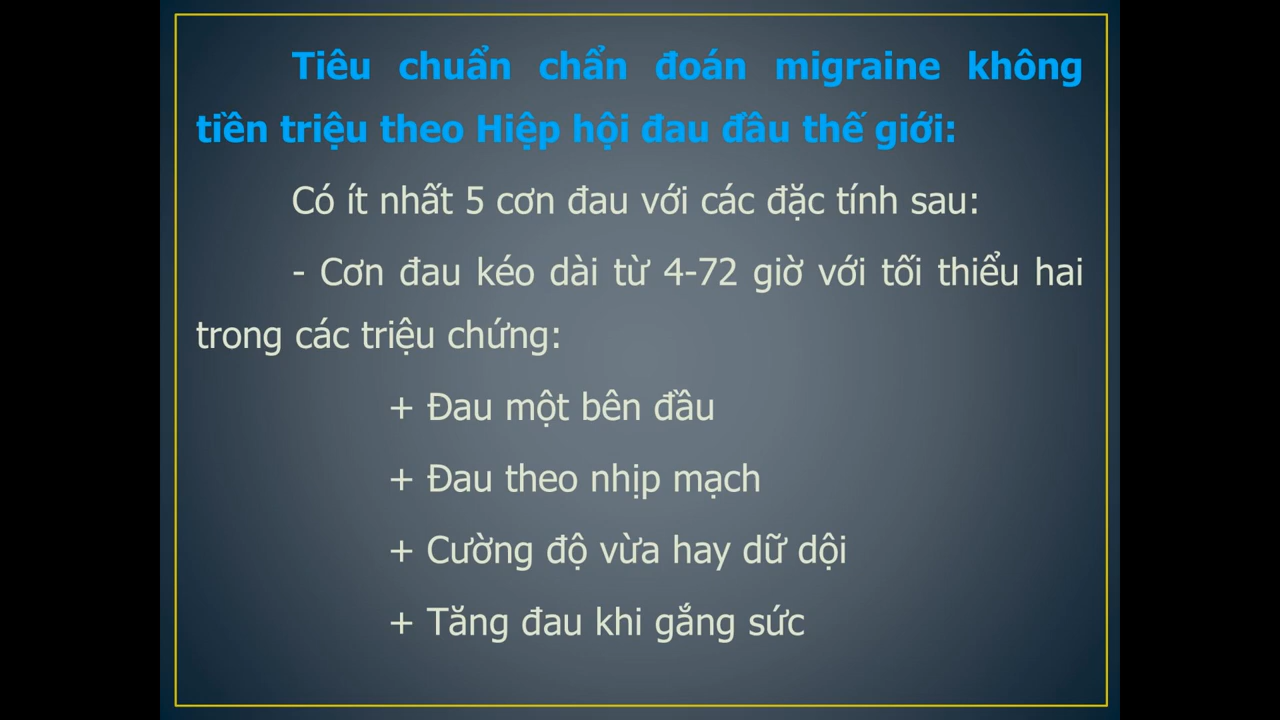 Tiêu chuẩn chẩn đoán migraine không
tiền triệu theo Hiệp hội đau đầu thế giới:
Có ít nhất 5 cơn đau với các đặc tính sau:
- Cơn đau kéo dài từ 4-72 giờ với tối thiểu hai
trong các triệu chứng:
+ Đau một bên đầu
+ Đau theo nhịp mạch
+ Cường độ vừa hay dữ dội
+ Tăng đau khi gắng sức